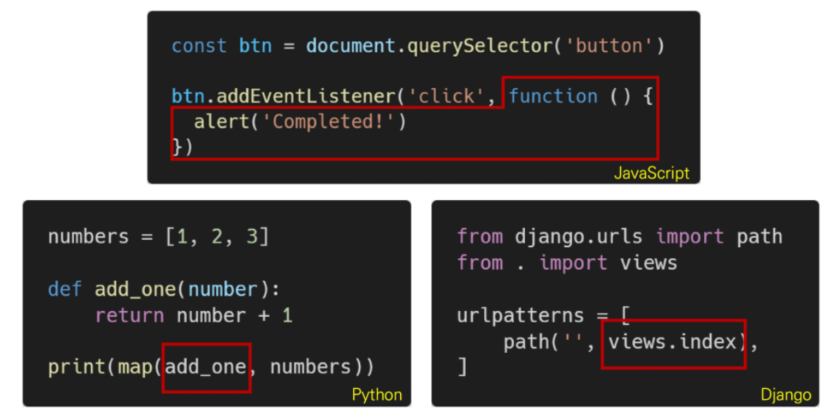 const btn = document.querySelector('button')
btn.addEventListener('click', function () {
  alert('Completed!')
})
JavaScript
numbers = [1, 2, 3]
def add_one(number):
    return number + 1
print(map(add_one, numbers))
Python
from django.urls import path
from . import views
urlpatterns = [
    path('', views.index),
]
Django